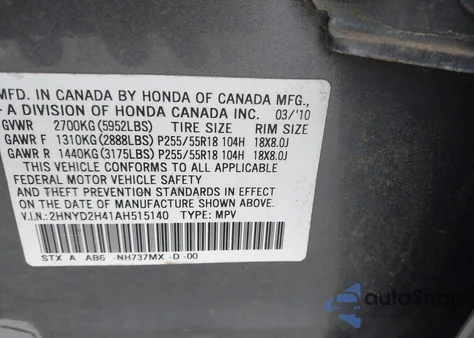 MFD. IN CANADA BY HONDA OF CANADA MFG.,
- A DIVISION OF HONDA CANADA INC. 03/'10
GVWR 2700KG(5952LBS) TIRE SIZE RIM SIZE
GAWR F 1310KG(2888LBS) P255/55R18 104H 18X8.0J
GAWR R 1440KG(3175LBS) P255/55R18 104H 18X8.0J
THIS VEHICLE CONFORMS TO ALL APPLICABLE
FEDERAL MOTOR VEHICLE SAFETY
AND THEFT PREVENTION STANDARDS IN EFFECT
ON THE DATE OF MANUFACTURE SHOWN ABOVE.
V.I.N.:2HNYD2H41AH515140 TYPE: MPV
STX A AB6 -NH737MX -D -00
autoSnap